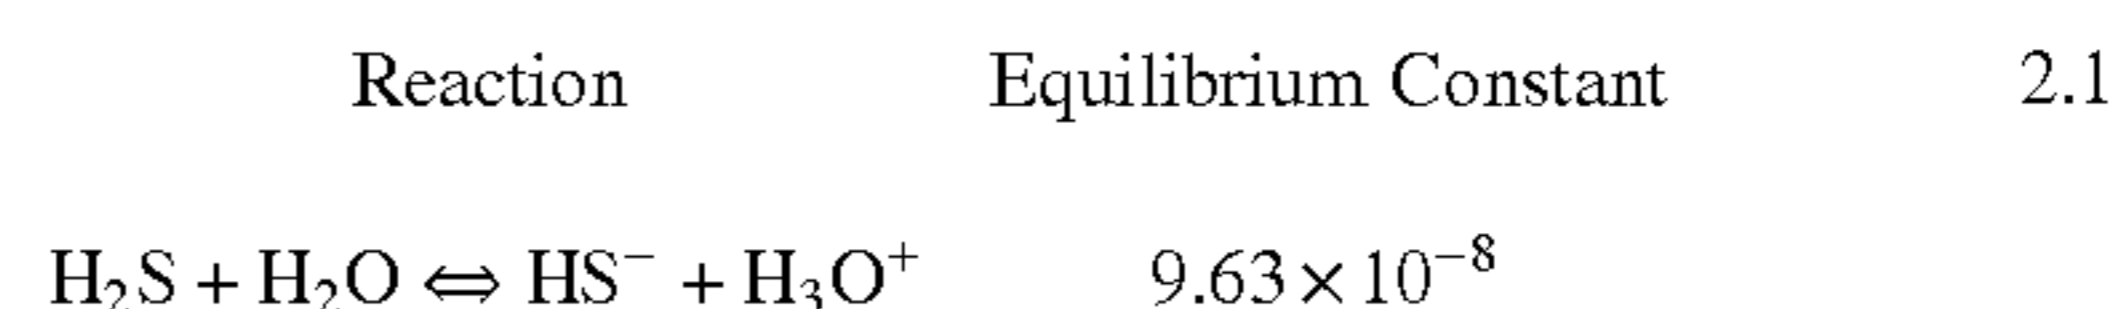 Reaction Equilibrium Constant 2.1
H₂S + H₂O ⇔ HS⁻ + H₃O⁺ 9.63 × 10⁻⁸